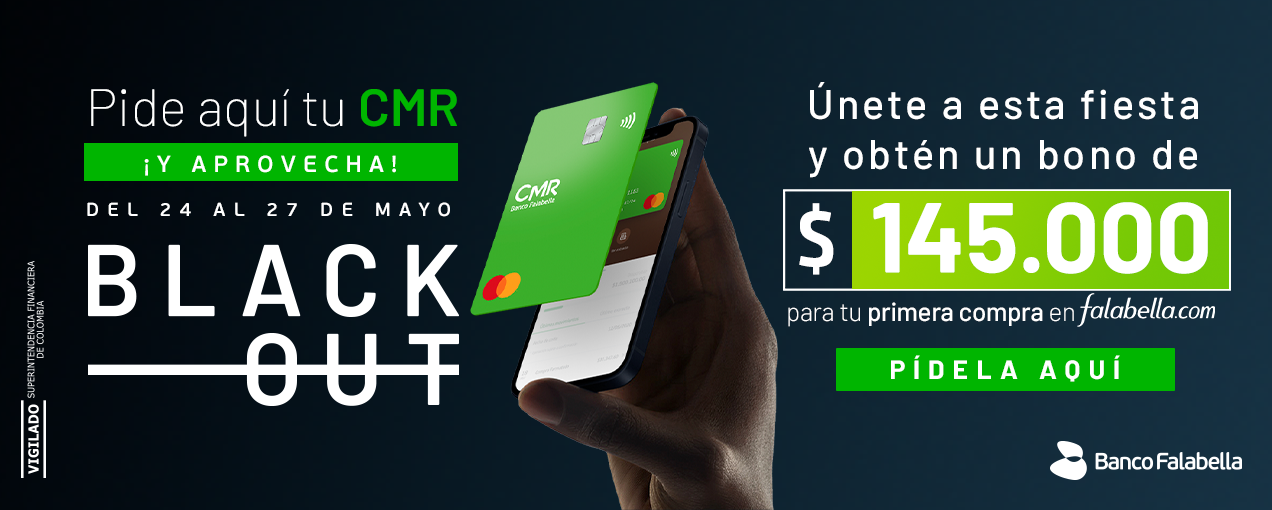 Pide aquí tu CMR
¡Y APROVECHA!
DEL 24 AL 27 DE MAYO
BLACK
OUT
VIGILADO SUPERINTENDENCIA FINANCIERA
DE COLOMBIA
CMR
Banco Falabella
Únete a esta fiesta
y obtén un bono de
$ 145.000
para tu primera compra en falabella.com
PÍDELA AQUÍ
Banco Falabella